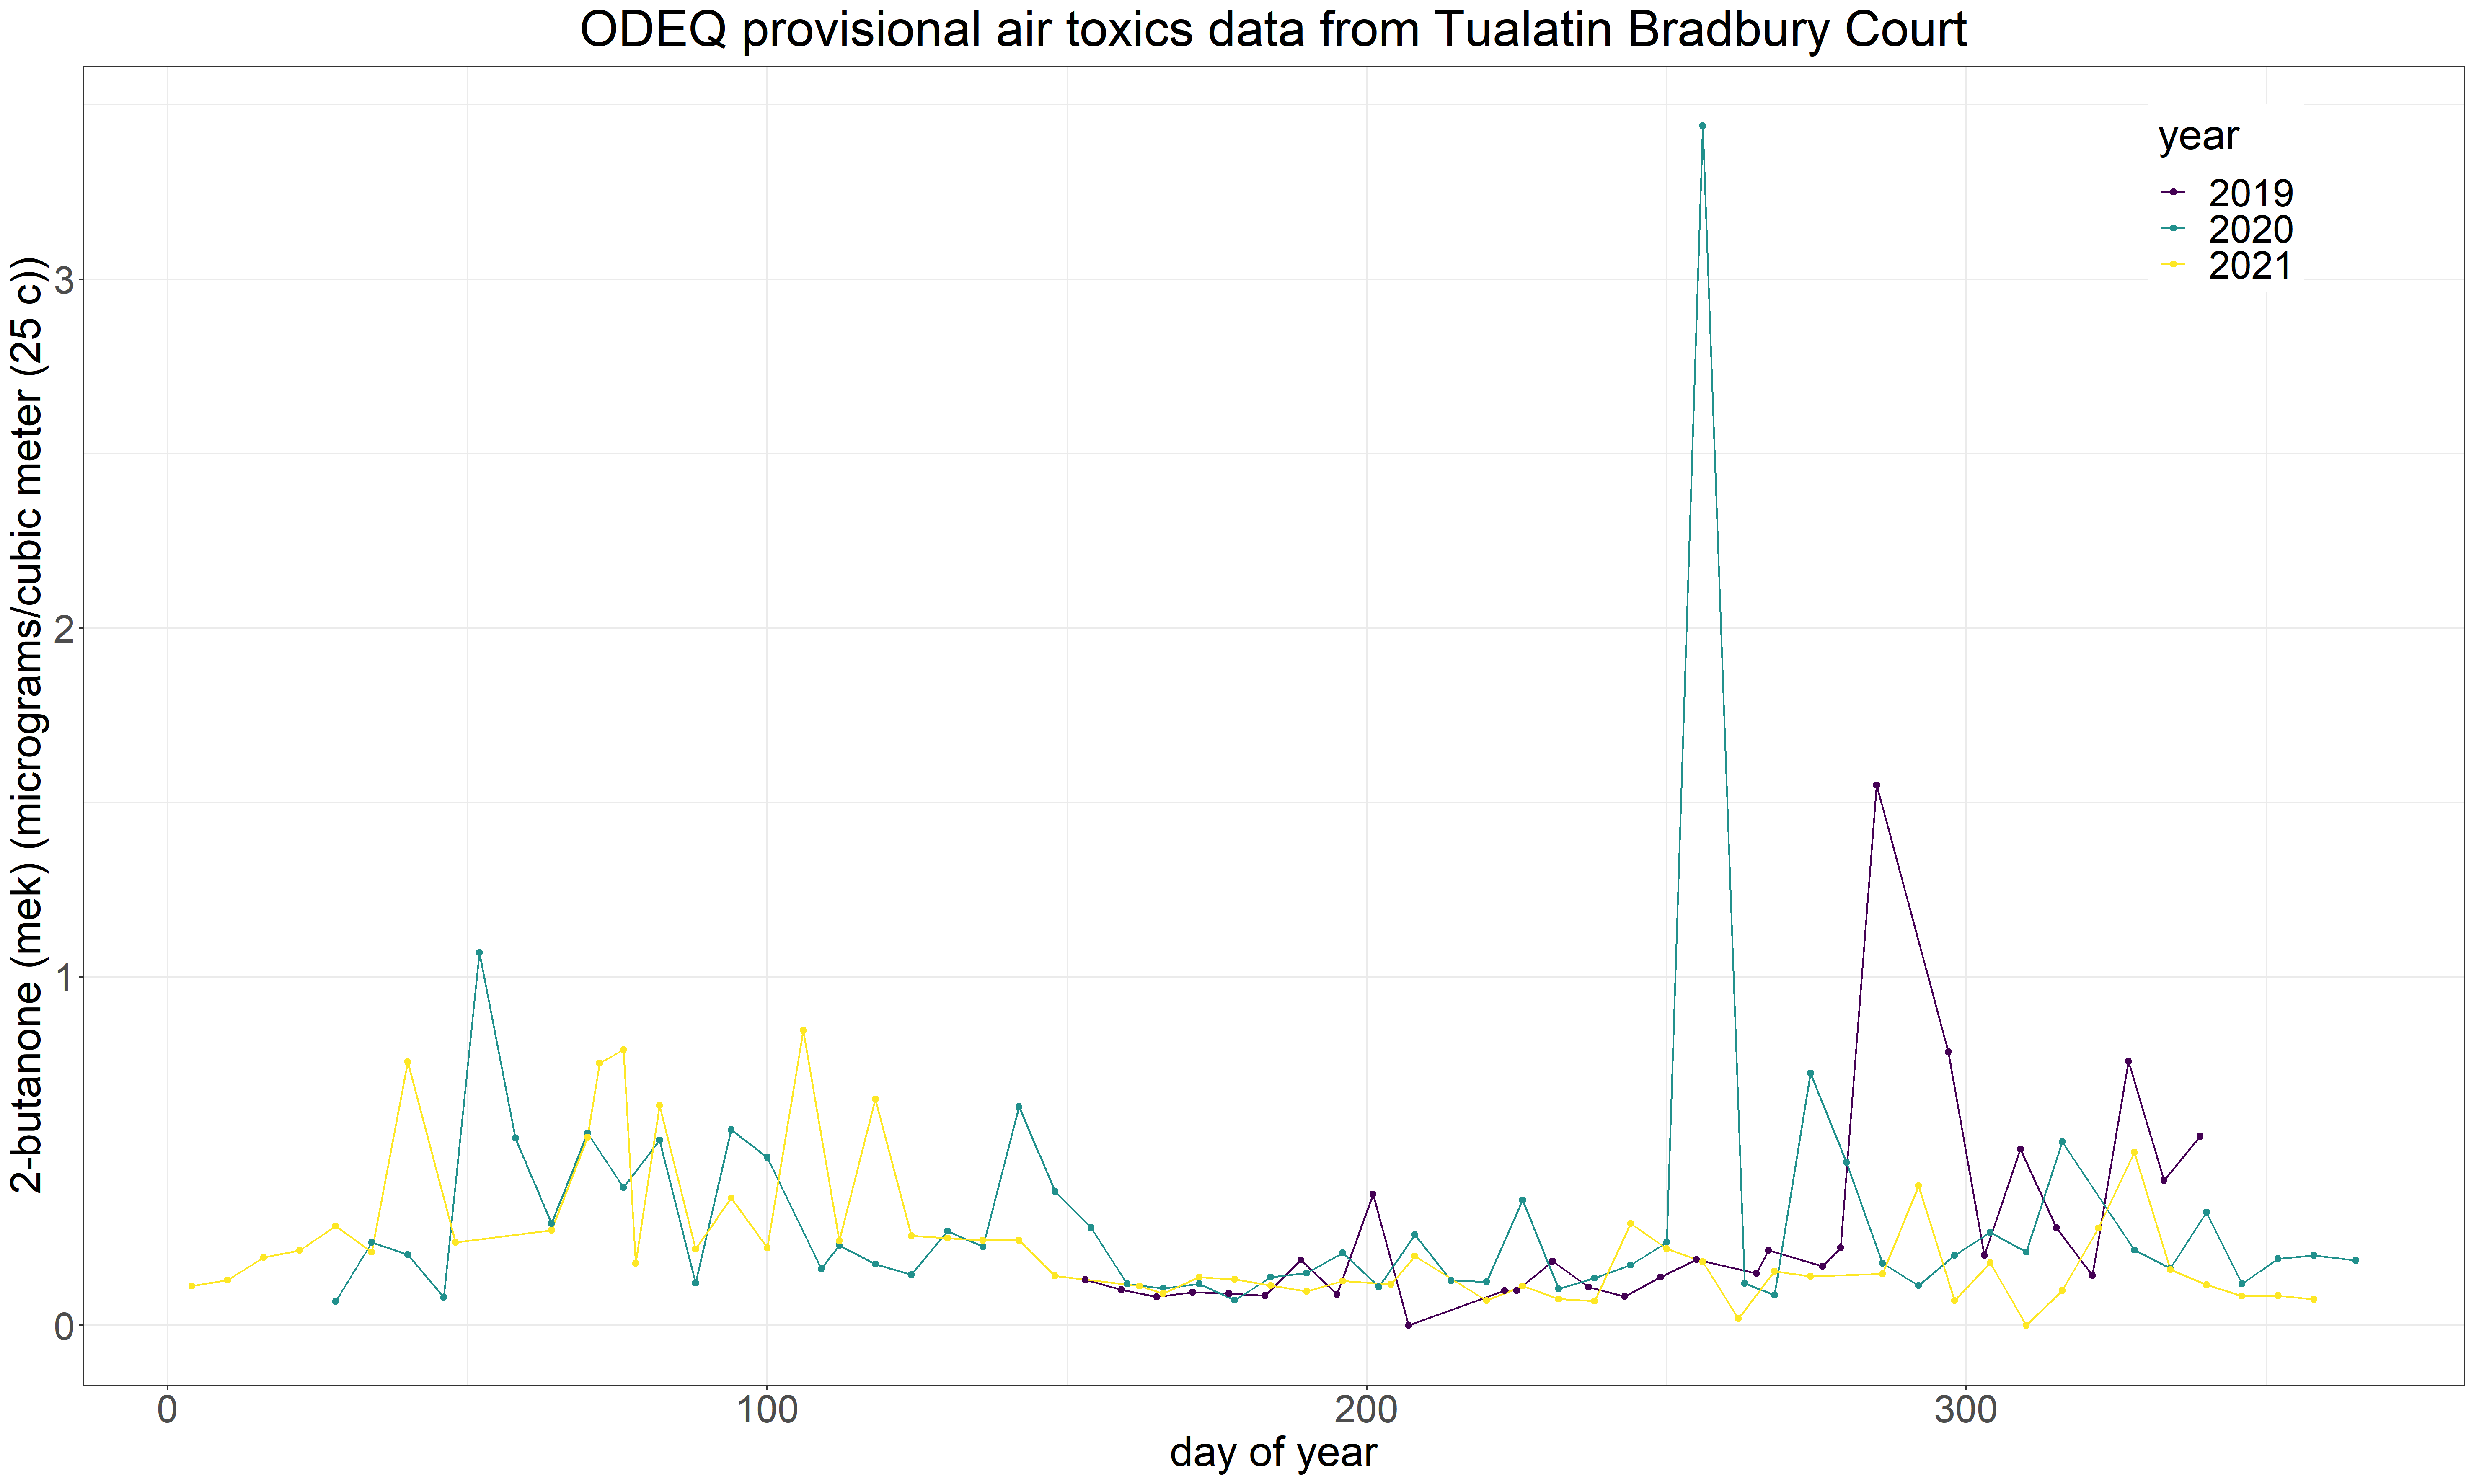 ODEQ provisional air toxics data from Tualatin Bradbury Court
2-butanone (mek) (micrograms/cubic meter (25 c))
3
2
1
0
year
2019
2020
2021
0 100 200 300
day of year